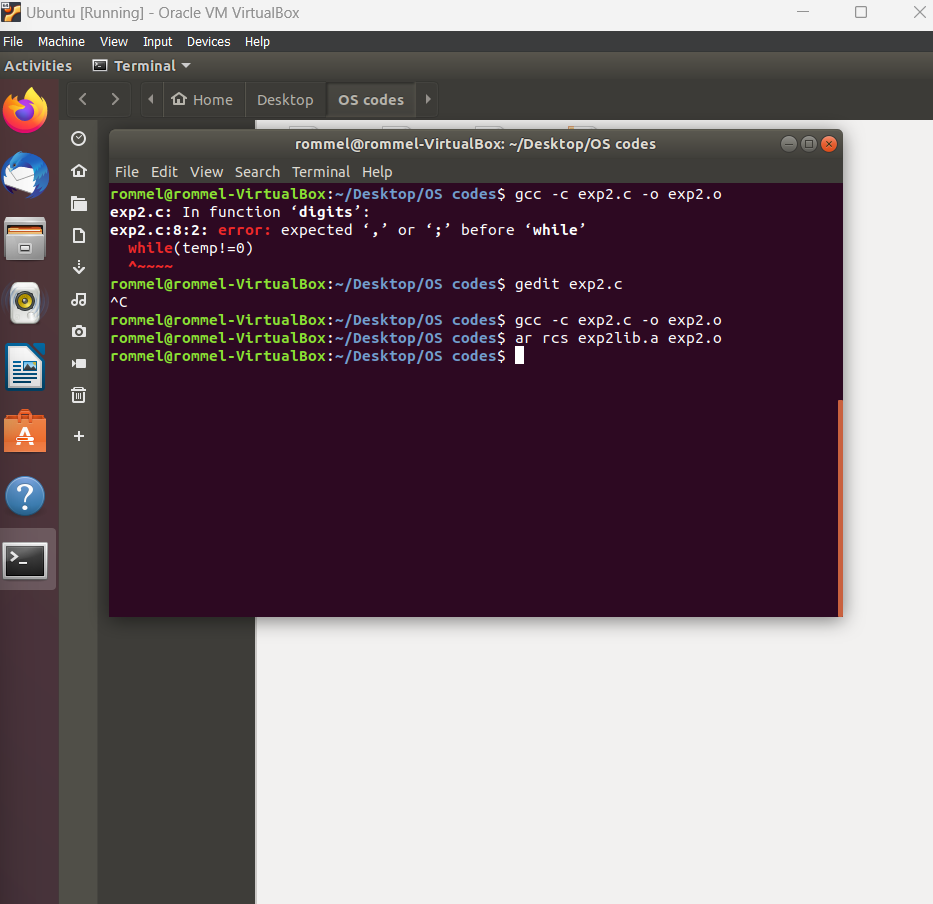 Ubuntu [Running] - Oracle VM VirtualBox
File Machine View Input Devices Help
Activities Terminal
Home Desktop OS codes
rommel@rommel-VirtualBox: ~/Desktop/OS codes
File Edit View Search Terminal Help
rommel@rommel-VirtualBox:~/Desktop/OS codes$ gcc -c exp2.c -o exp2.o
exp2.c: In function ‘digits’:
exp2.c:8:2: error: expected ‘,’ or ‘;’ before ‘while’
while(temp!=0)
^~~~~
rommel@rommel-VirtualBox:~/Desktop/OS codes$ gedit exp2.c
^C
rommel@rommel-VirtualBox:~/Desktop/OS codes$ gcc -c exp2.c -o exp2.o
rommel@rommel-VirtualBox:~/Desktop/OS codes$ ar rcs exp2lib.a exp2.o
rommel@rommel-VirtualBox:~/Desktop/OS codes$